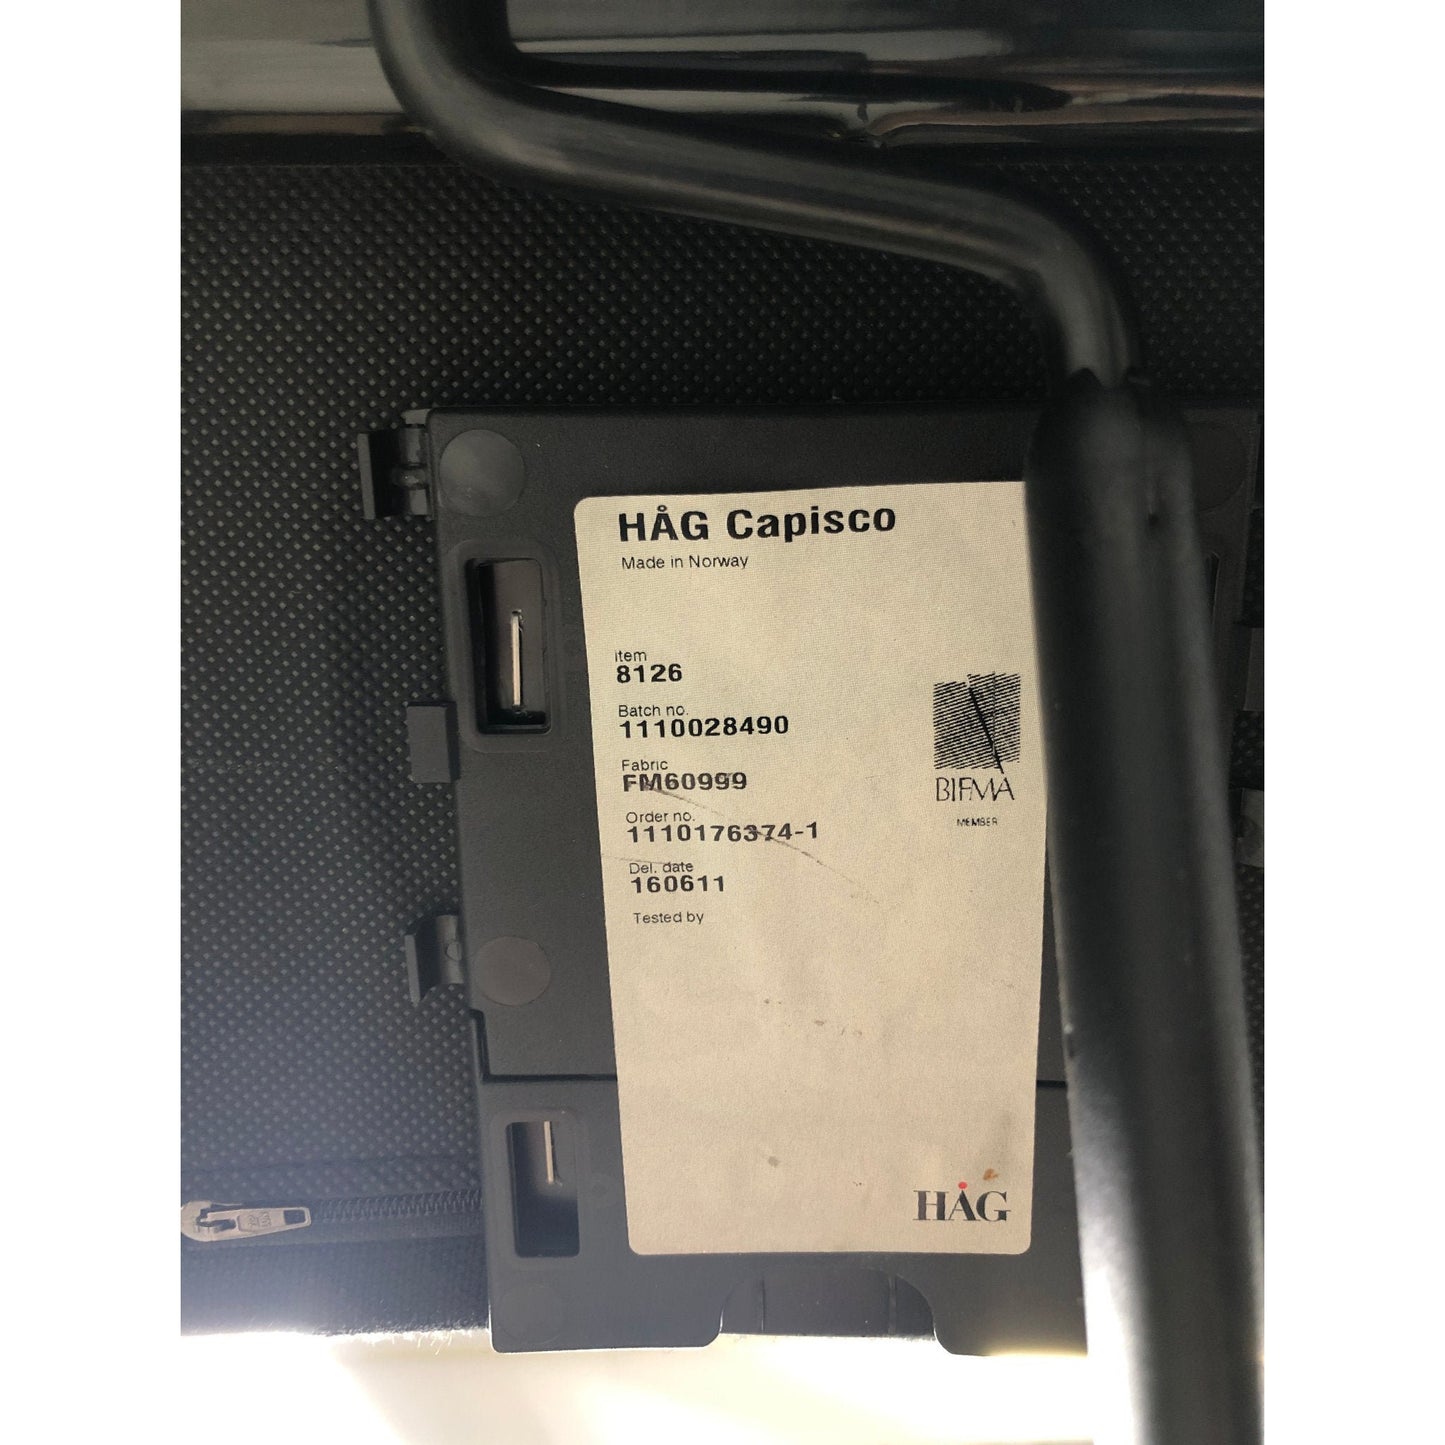 HÅG Capisco
Made in Norway
item
8126
Batch no.
1110028490
Fabric
FM60999
Order no.
1110176374-1
Del. date
160611
Tested by
BIFMA
MEMBER
HÅG